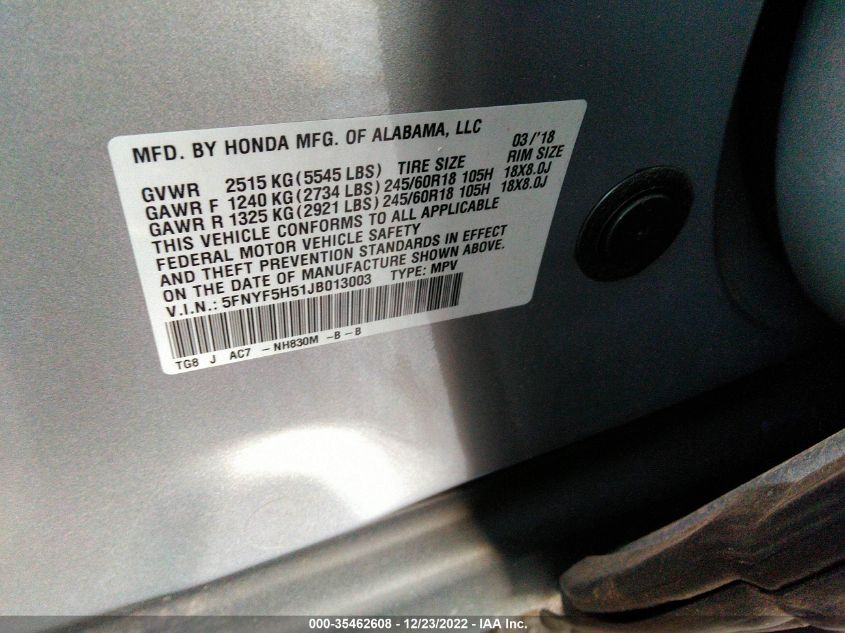 MFD. BY HONDA MFG. OF ALABAMA, LLC 03/'18
GVWR 2515 KG(5545 LBS) TIRE SIZE RIM SIZE
GAWR F 1240 KG(2734 LBS) 245/60R18 105H 18X8.0J
GAWR R 1325 KG(2921 LBS) 245/60R18 105H 18X8.0J
THIS VEHICLE CONFORMS TO ALL APPLICABLE
FEDERAL MOTOR VEHICLE SAFETY
AND THEFT PREVENTION STANDARDS IN EFFECT
ON THE DATE OF MANUFACTURE SHOWN ABOVE.
V.I.N.: 5FNYF5H51JB013003 TYPE: MPV
TG8 J AC7 -NH830M -B-B
000-35462608 - 12/23/2022 - IAA Inc.